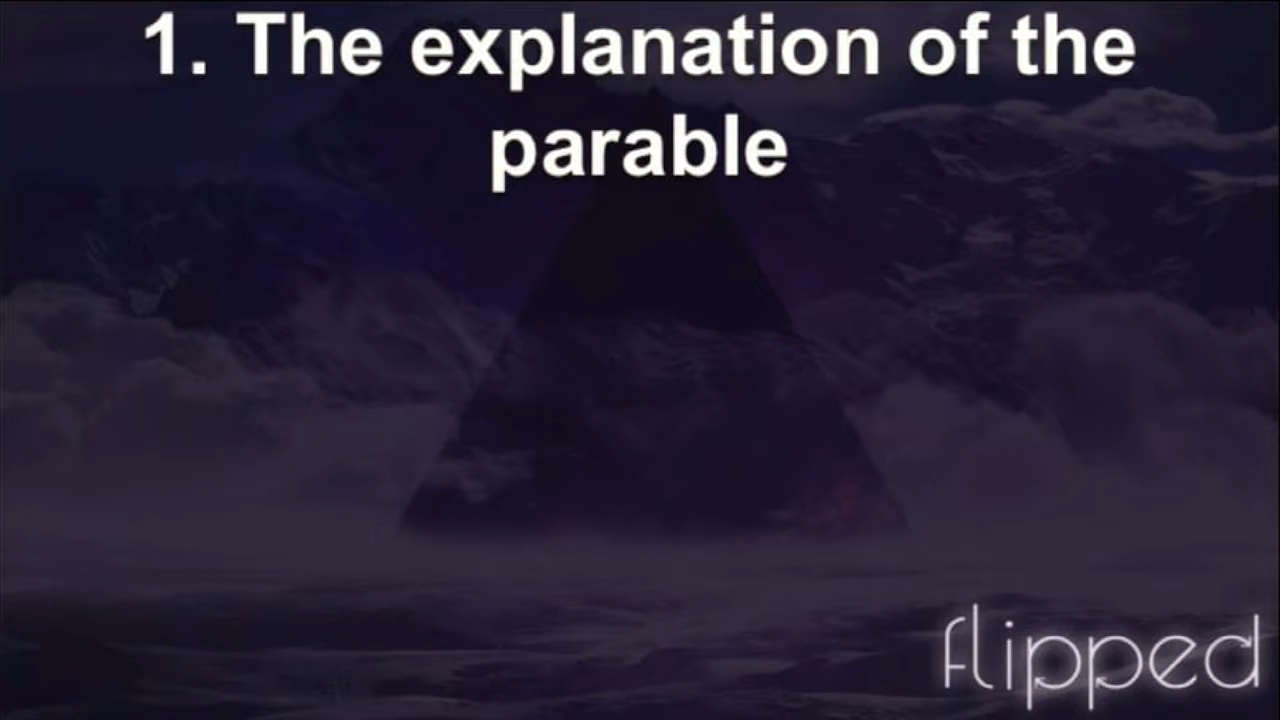 1. The explanation of the
parable
flipped